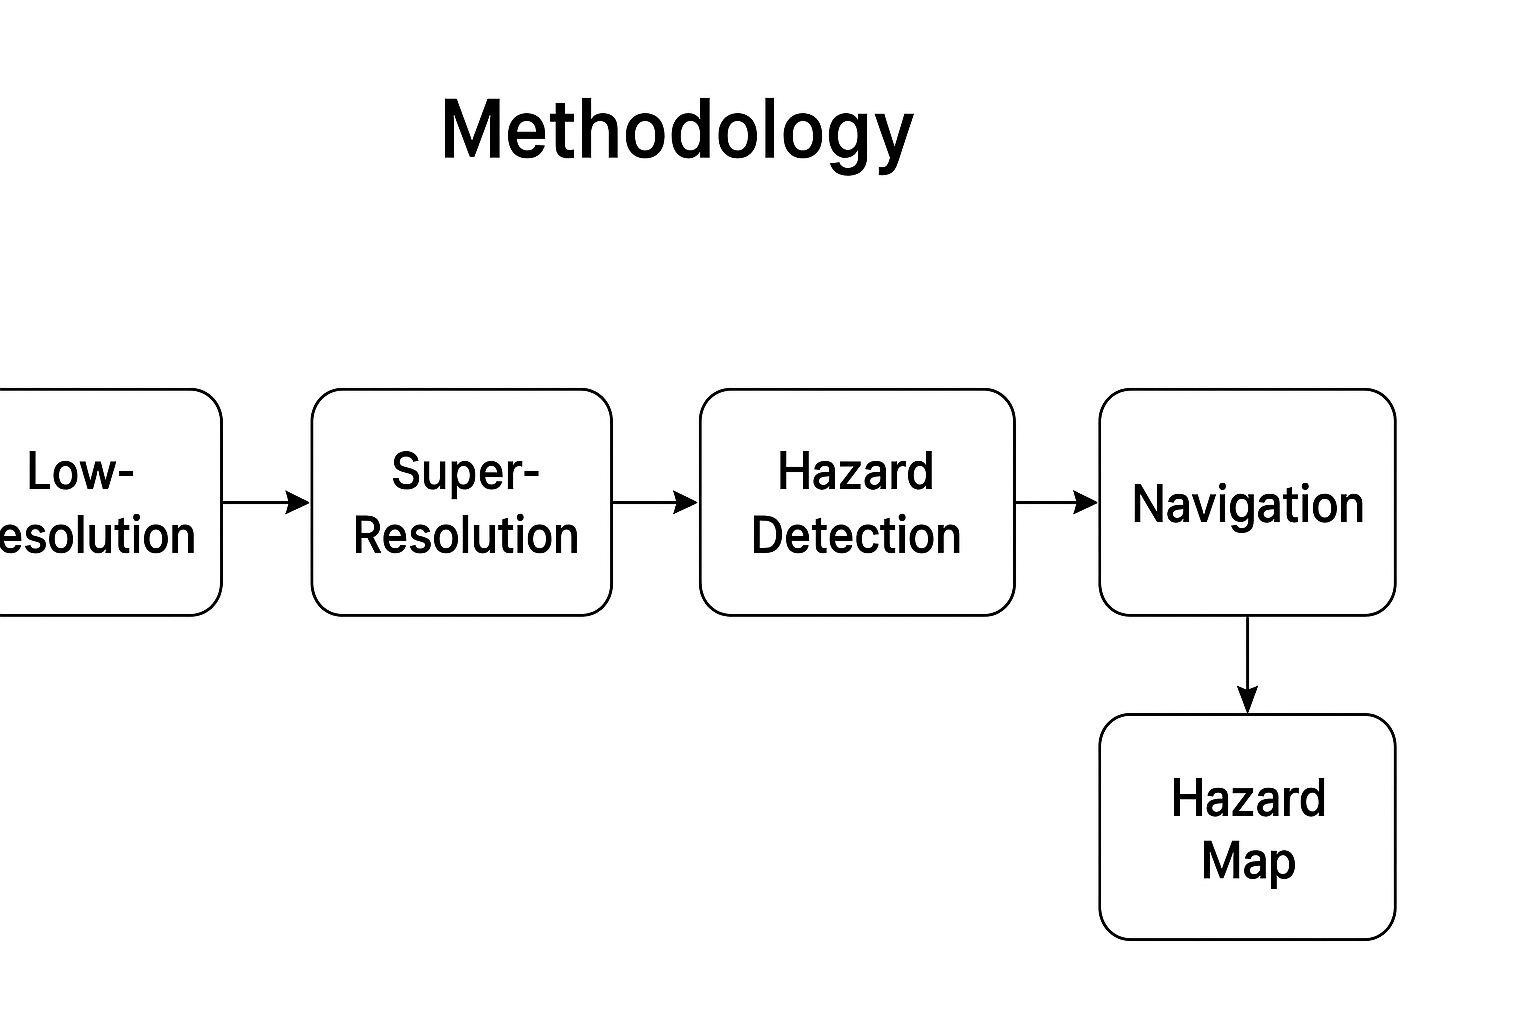 Methodology
Low-
esolution
Super-
Resolution
Hazard
Detection
Navigation
Hazard
Map